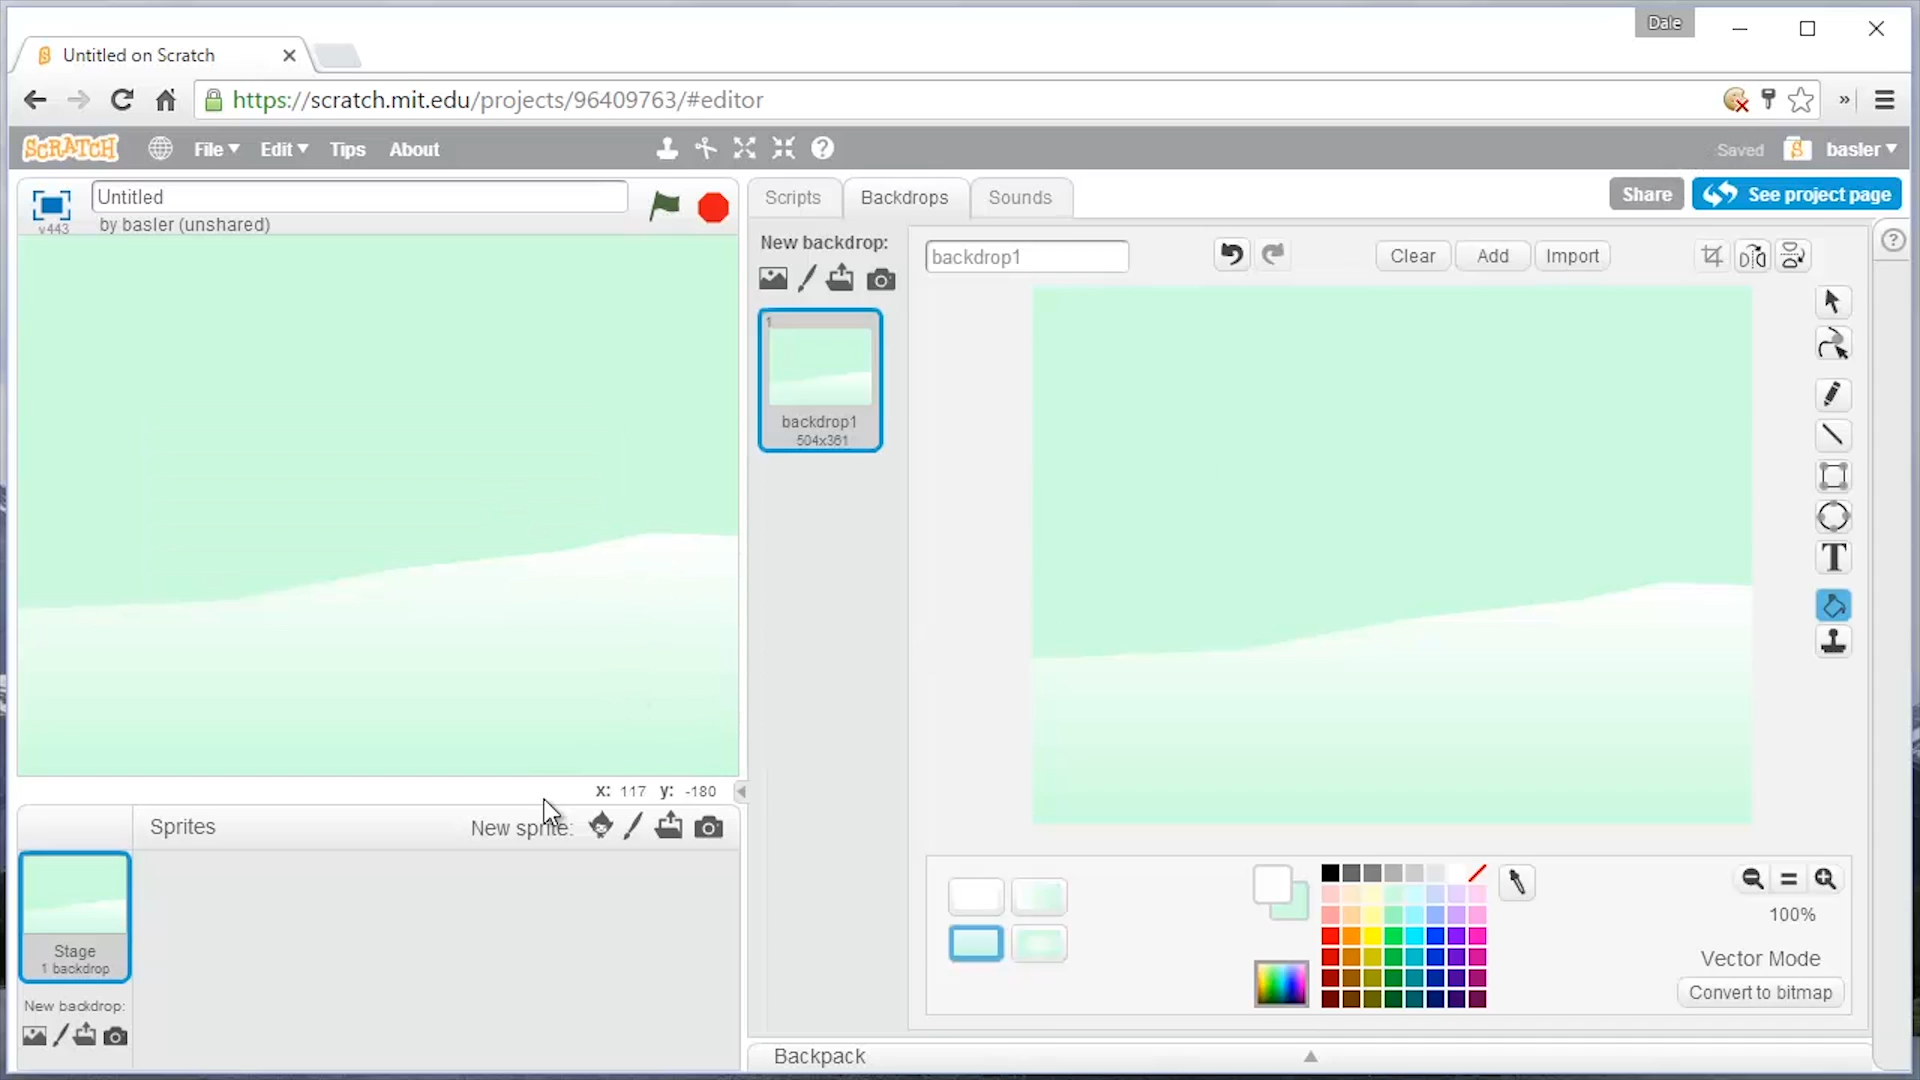 Dale
Untitled on Scratch
https://scratch.mit.edu/projects/96409763/#editor
»
SCRATCH
File
Edit
Tips
About
Saved
basler
Untitled
v443
by basler (unshared)
Scripts
Backdrops
Sounds
Share
See project page
New backdrop:
backdrop1
Clear
Add
Import
1
backdrop1
504x361
T
x: 117 y: -180
Sprites
New sprite:
Stage
1 backdrop
New backdrop:
100%
Vector Mode
Convert to bitmap
Backpack